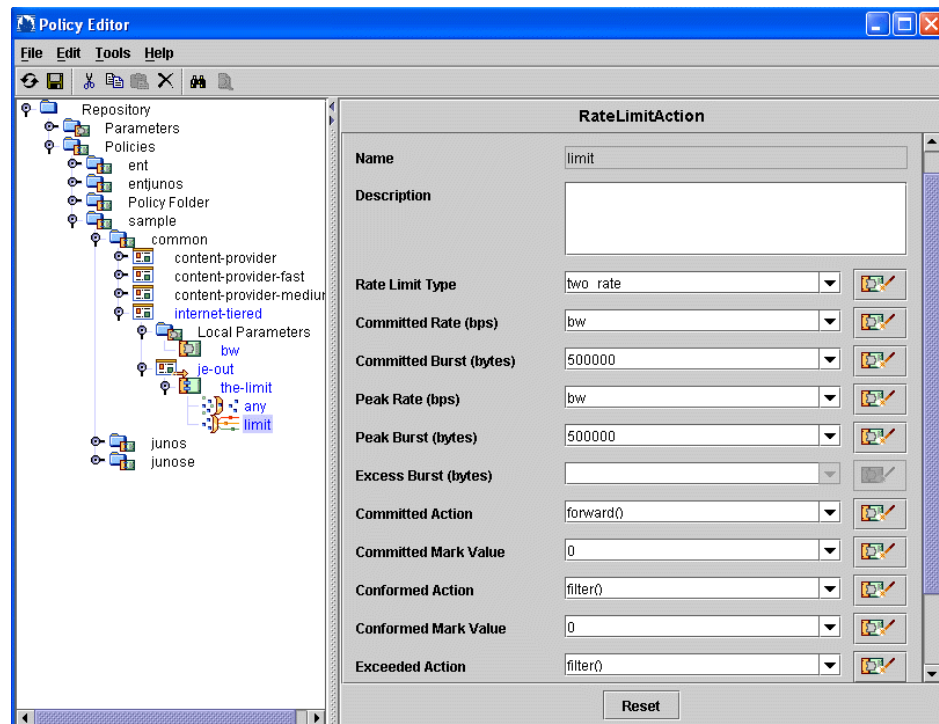 Policy Editor
File Edit Tools Help
Repository
Parameters
Policies
ent
entjunos
Policy Folder
sample
common
content-provider
content-provider-fast
content-provider-mediur
internet-tiered
Local Parameters
bw
je-out
the-limit
any
limit
junos
junose
RateLimitAction
Name limit
Description
Rate Limit Type two_rate
Committed Rate (bps) bw
Committed Burst (bytes) 500000
Peak Rate (bps) bw
Peak Burst (bytes) 500000
Excess Burst (bytes)
Committed Action forward()
Committed Mark Value 0
Conformed Action filter()
Conformed Mark Value 0
Exceeded Action filter()
Reset